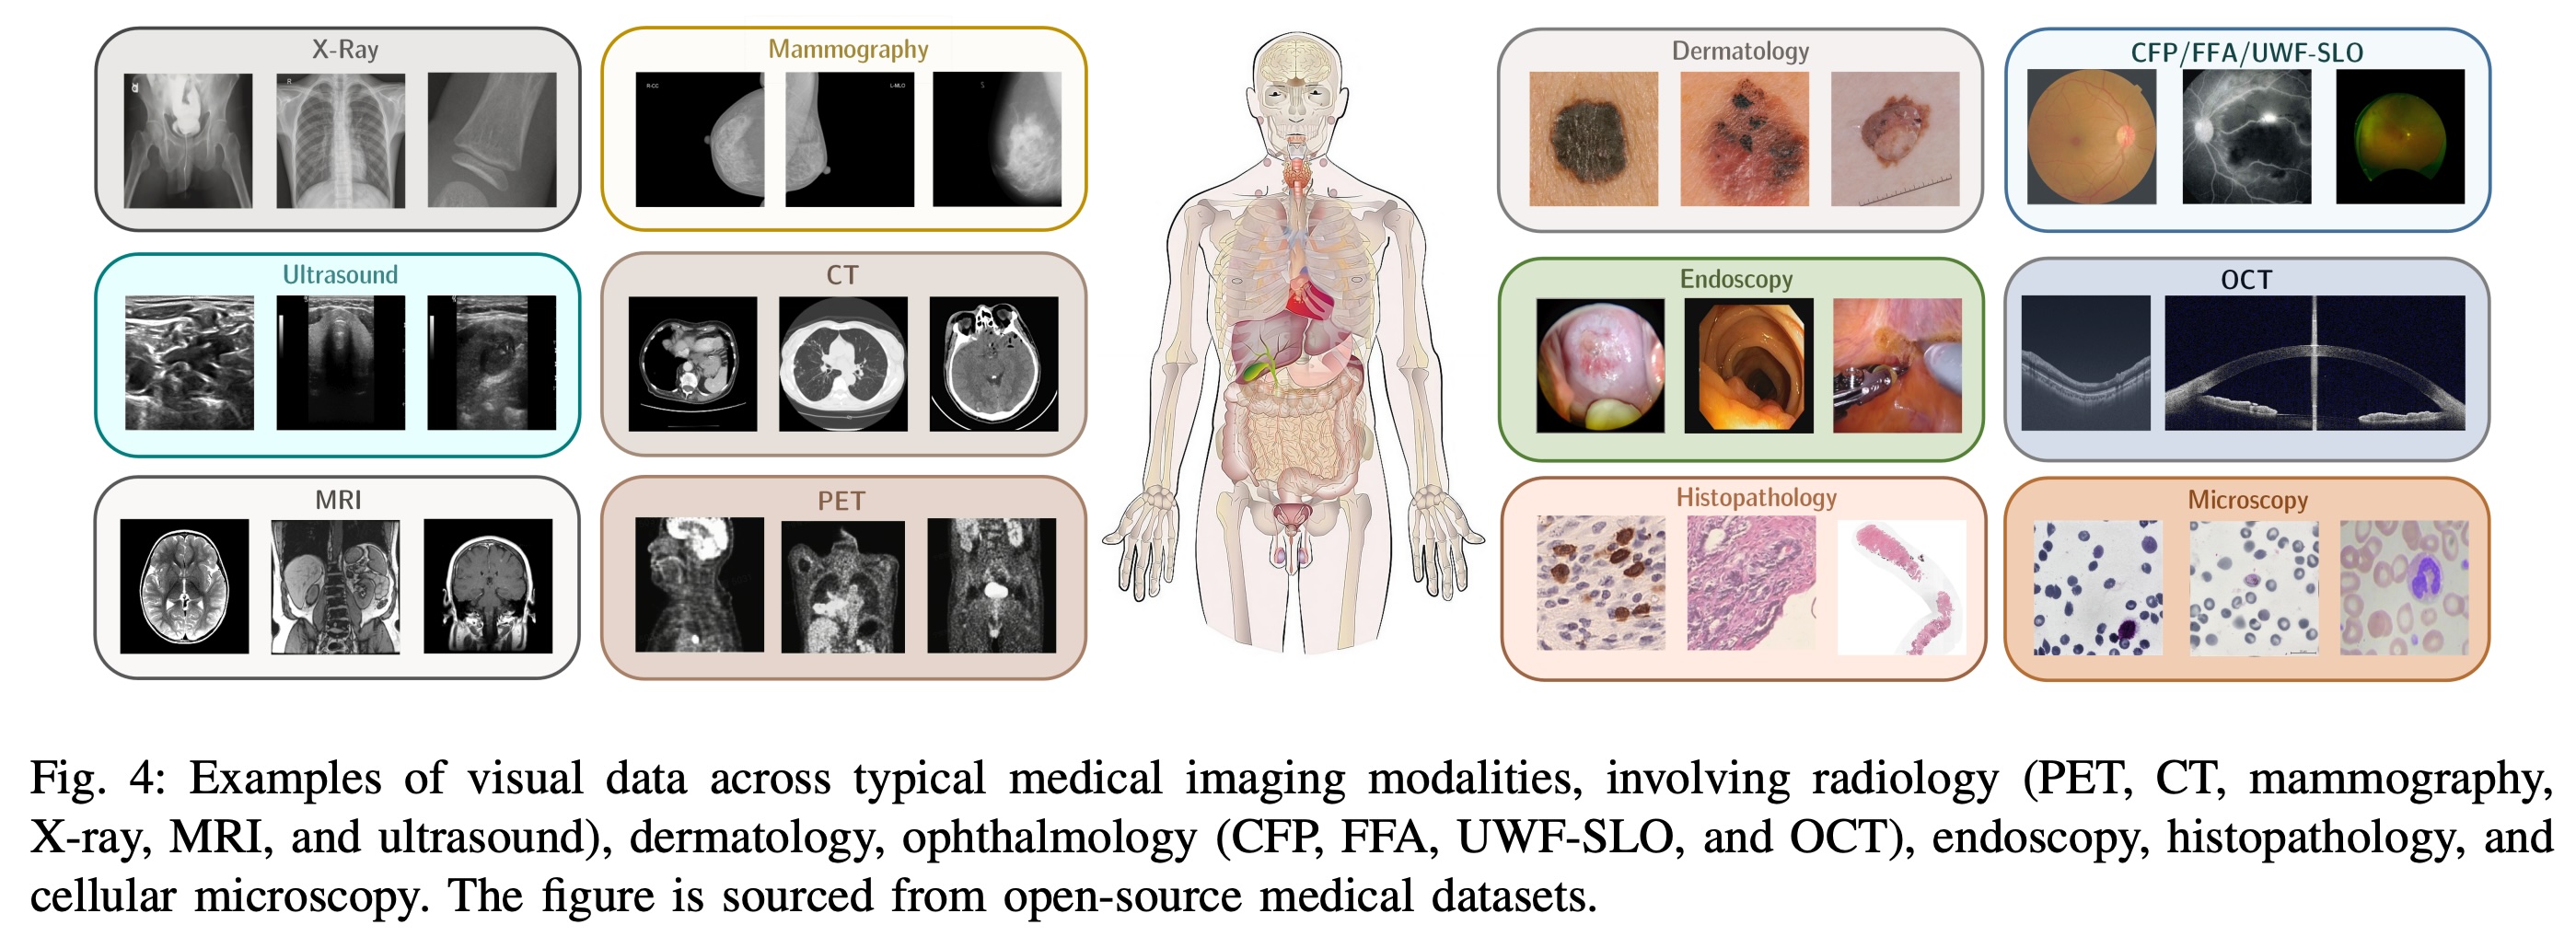 X-Ray
Mammography
R-CC
L-MLO
Dermatology
CFP/FFA/UWF-SLO
R
Ultrasound
CT
Endoscopy
OCT
MRI
PET
Histopathology
Microscopy
Fig. 4: Examples of visual data across typical medical imaging modalities, involving radiology (PET, CT, mammography,
X-ray, MRI, and ultrasound), dermatology, ophthalmology (CFP, FFA, UWF-SLO, and OCT), endoscopy, histopathology, and
cellular microscopy. The figure is sourced from open-source medical datasets.